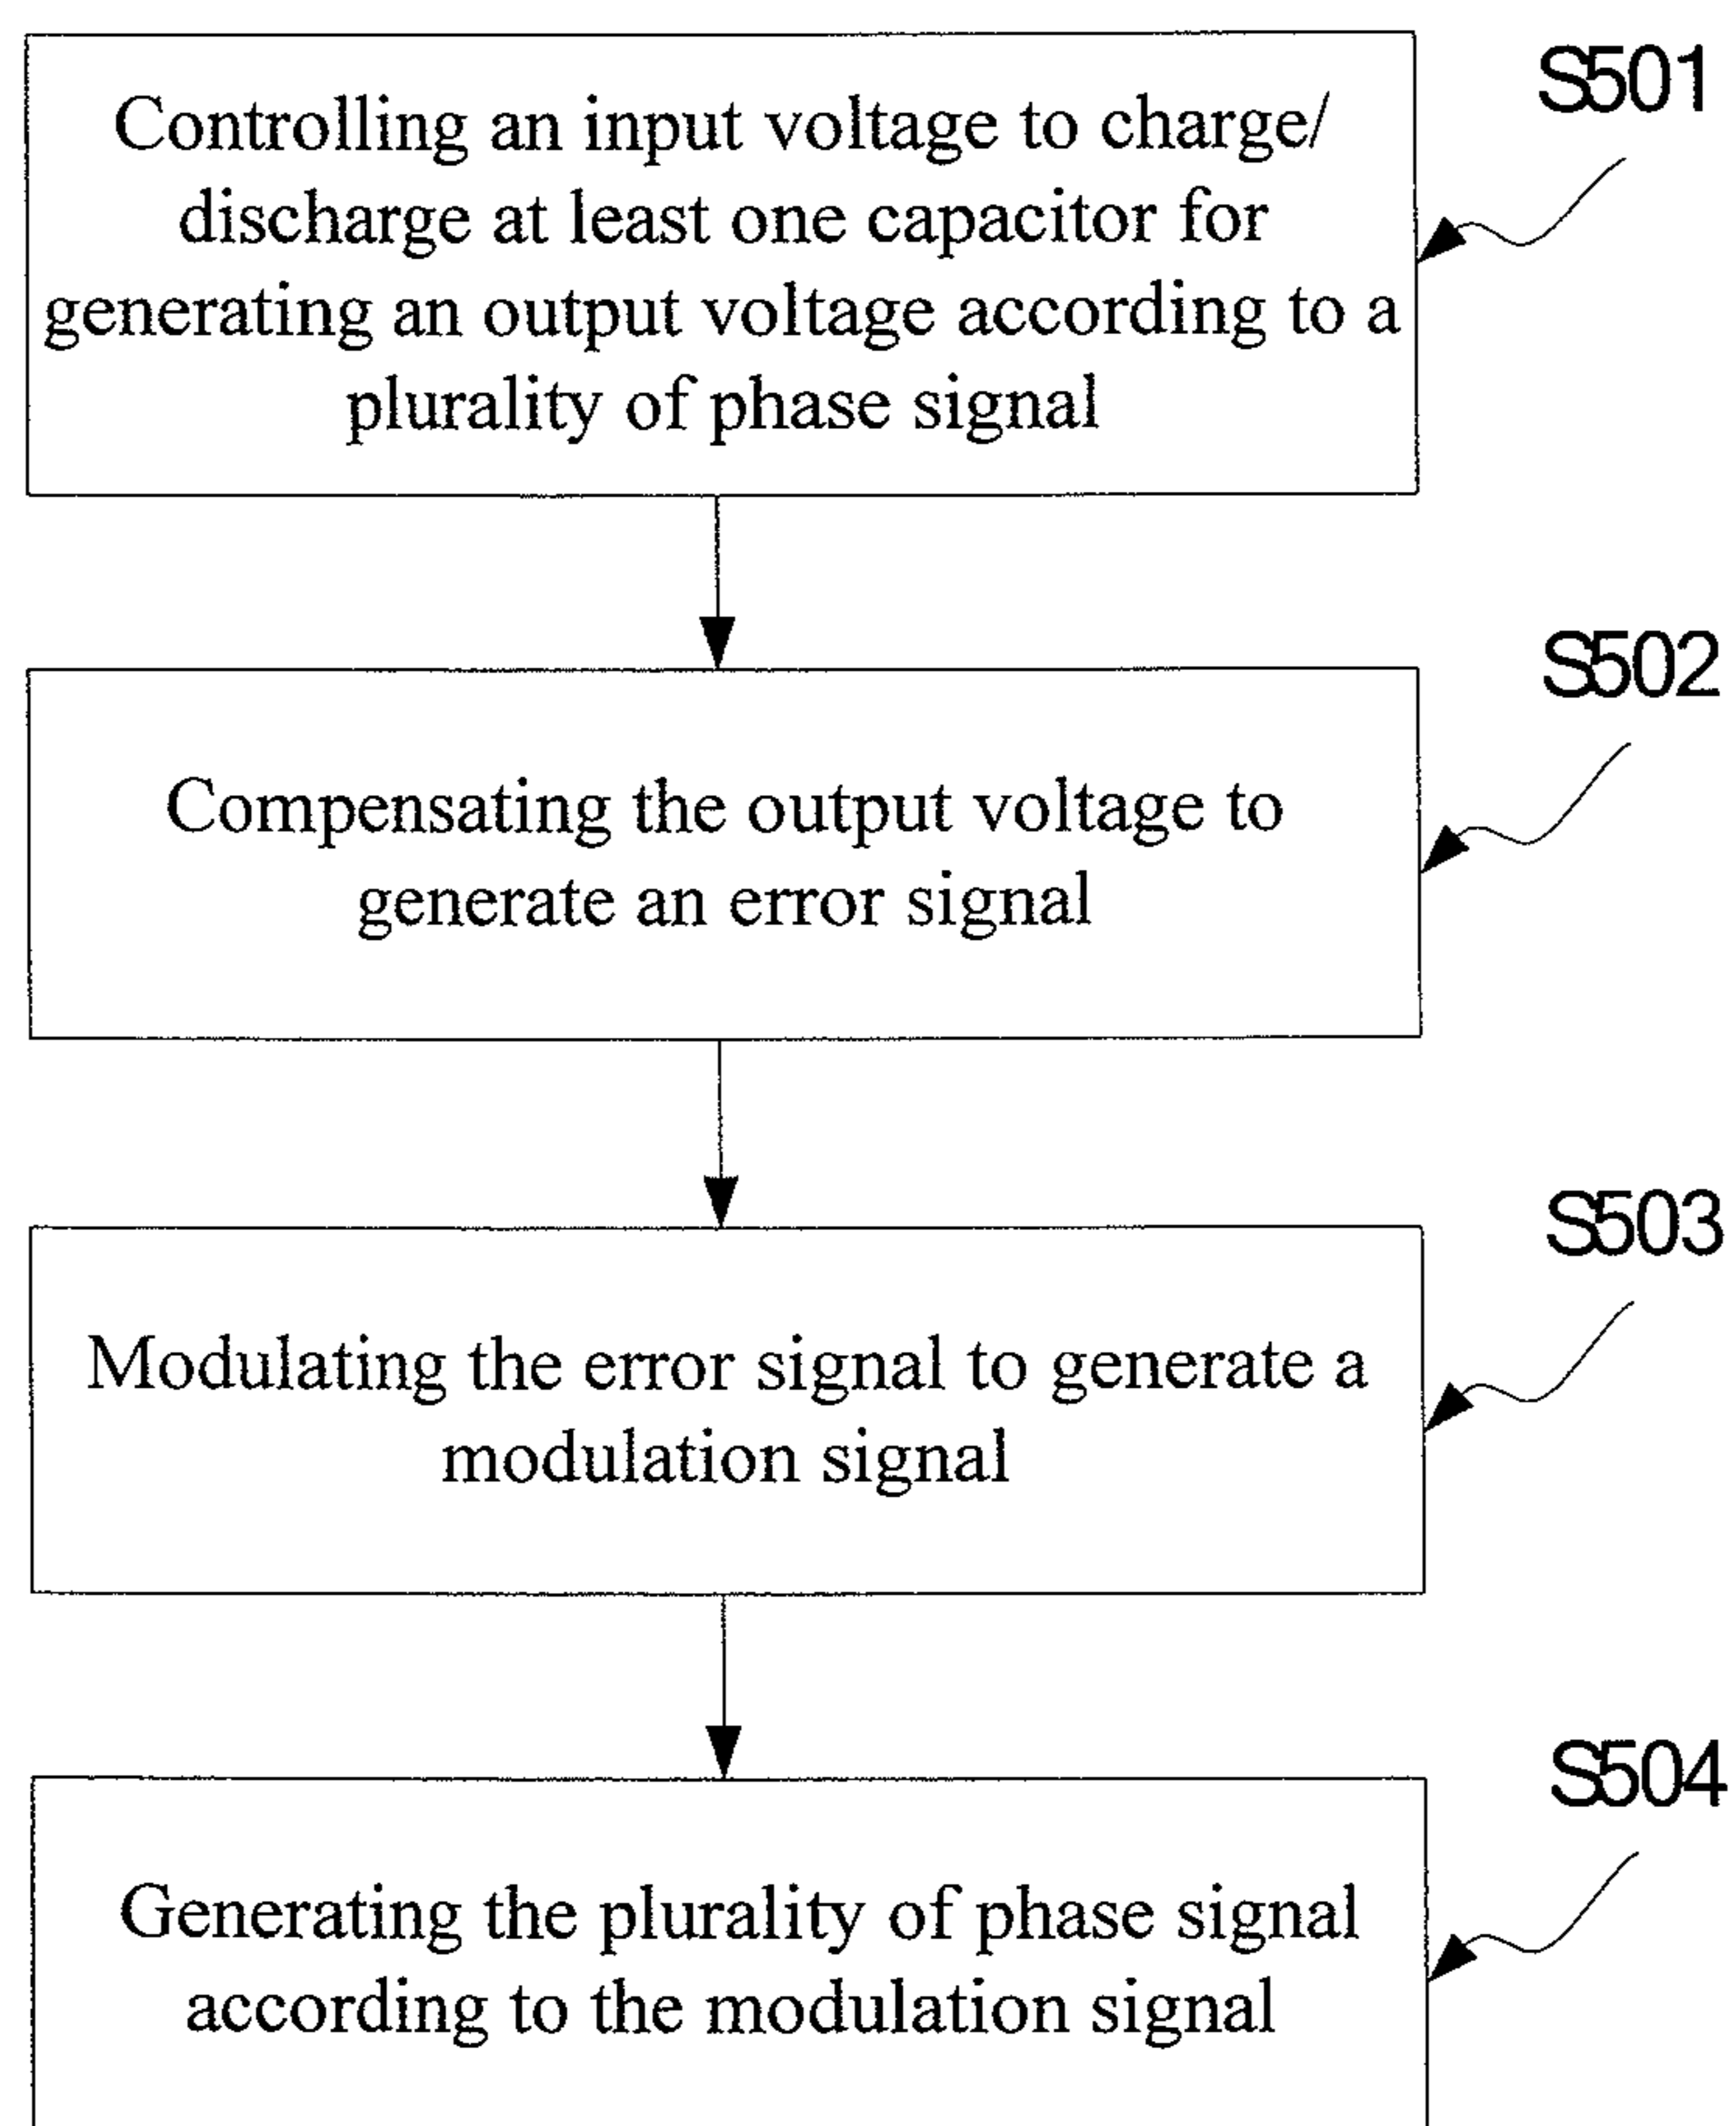 S501
Controlling an input voltage to charge/
discharge at least one capacitor for
generating an output voltage according to a
plurality of phase signal
S502
Compensating the output voltage to
generate an error signal
S503
Modulating the error signal to generate a
modulation signal
S504
Generating the plurality of phase signal
according to the modulation signal